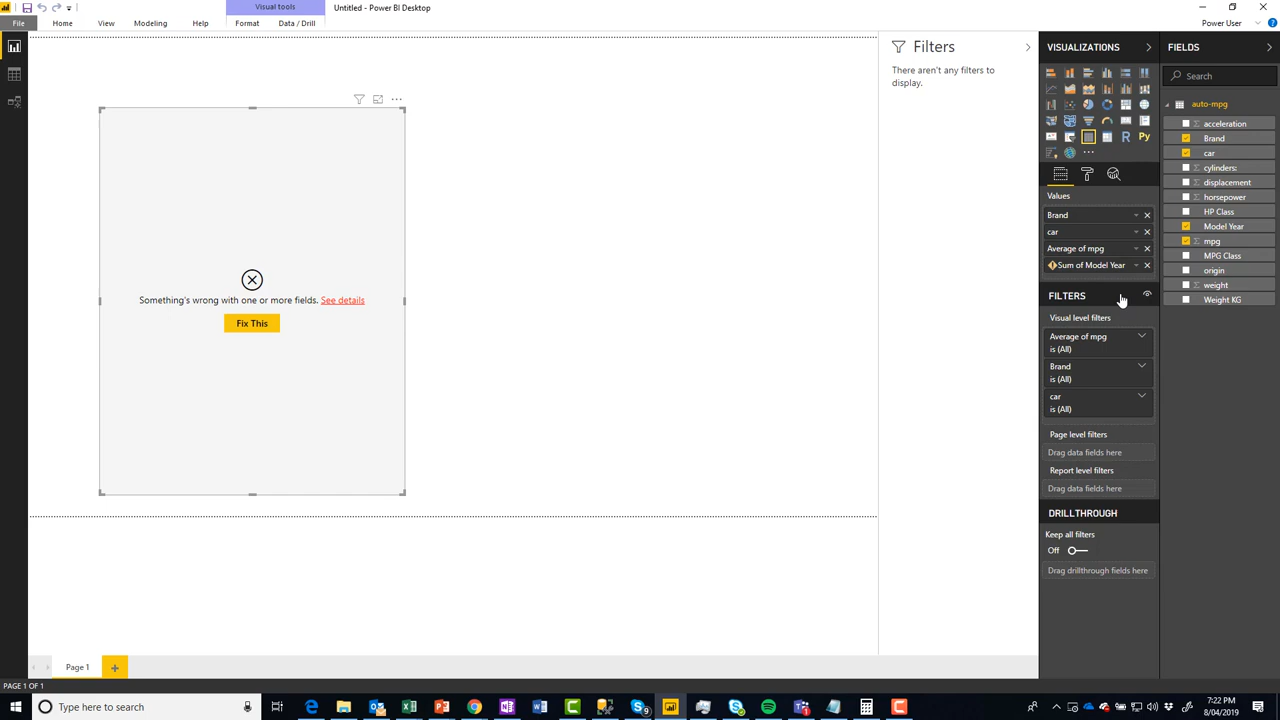 Visual tools
Untitled - Power BI Desktop
File
Home
View
Modeling
Help
Format
Data / Drill
Power User
Filters
There aren't any filters to
display.
Something's wrong with one or more fields. See details
Fix This
VISUALIZATIONS
Values
Brand
car
Average of mpg
Sum of Model Year
FILTERS
Visual level filters
Average of mpg
is (All)
Brand
is (All)
car
is (All)
Page level filters
Drag data fields here
Report level filters
Drag data fields here
DRILLTHROUGH
Keep all filters
Off
Drag drillthrough fields here
FIELDS
Search
auto-mpg
acceleration
Brand
car
cylinders:
displacement
horsepower
HP Class
Model Year
mpg
MPG Class
origin
weight
Weight KG
Page 1
PAGE 1 OF 1
Type here to search
7:22 PM
8/04/2019